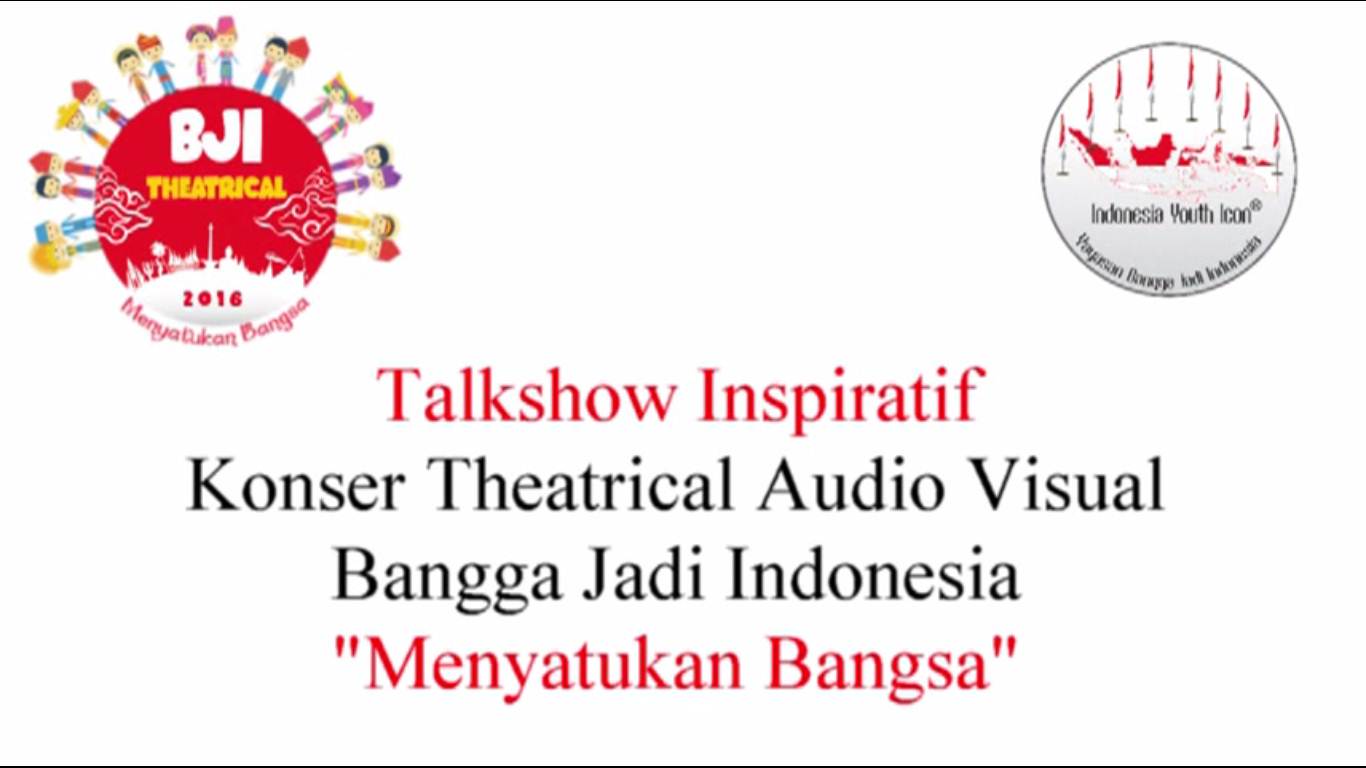 BJI
THEATRICAL
2016
Menyatukan Bangsa
Indonesia Youth Icon®
Yayasan Bangga Jadi Indonesia
Talkshow Inspiratif
Konser Theatrical Audio Visual
Bangga Jadi Indonesia
"Menyatukan Bangsa"